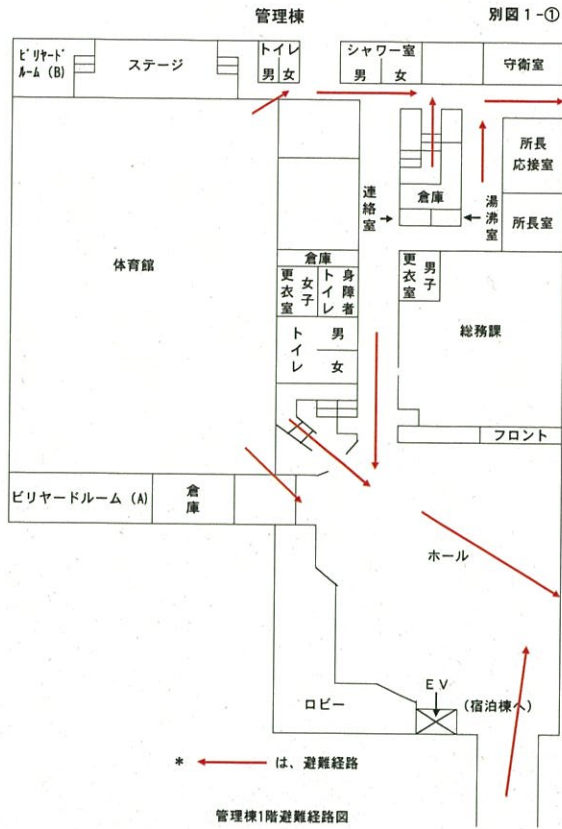 管理棟
別図1-①
ビリヤード
ルーム(B)
ステージ
トイレ
男 女
シャワー室
男 女
守衛室
所長
応接室
倉庫
連絡室
湯沸室
所長室
体育館
倉庫
更衣室
女子
トイレ
身障者
更衣室
男子
総務課
トイレ
男
女
フロント
ビリヤードルーム(A)
倉庫
ホール
EV
ロビー
(宿泊棟へ)
* は、避難経路
管理棟1階避難経路図